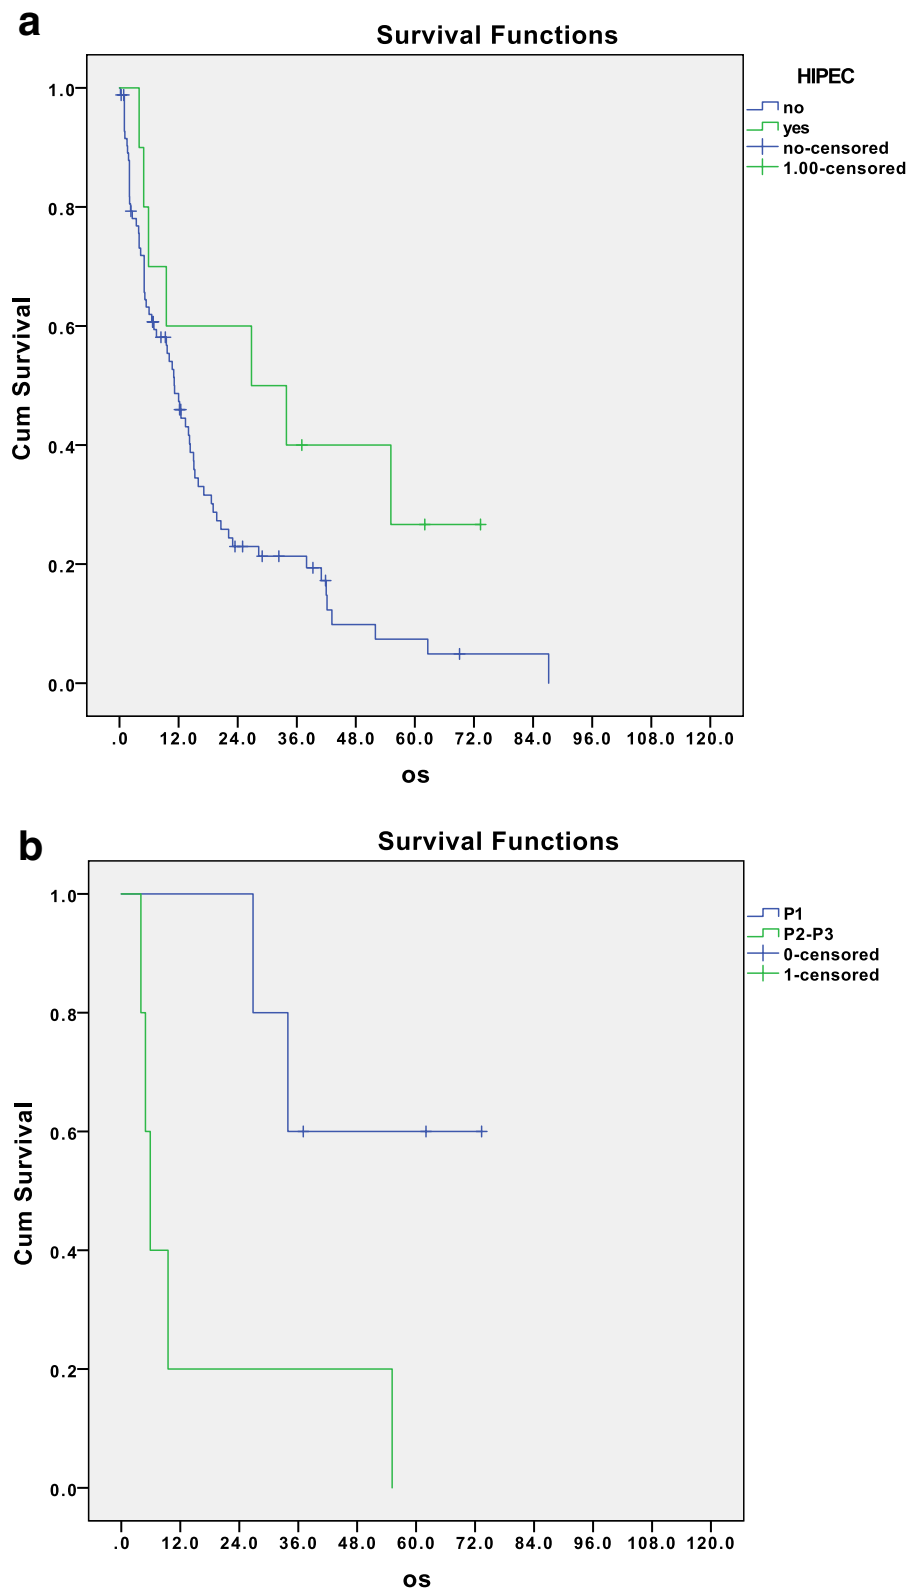 a
Survival Functions
HIPEC
no
yes
no-censored
1.00-censored
Cum Survival
1.0
0.8
0.6
0.4
0.2
0.0
.0 12.0 24.0 36.0 48.0 60.0 72.0 84.0 96.0 108.0 120.0
os
b
Survival Functions
P1
P2-P3
0-censored
1-censored
Cum Survival
1.0
0.8
0.6
0.4
0.2
0.0
.0 12.0 24.0 36.0 48.0 60.0 72.0 84.0 96.0 108.0 120.0
os